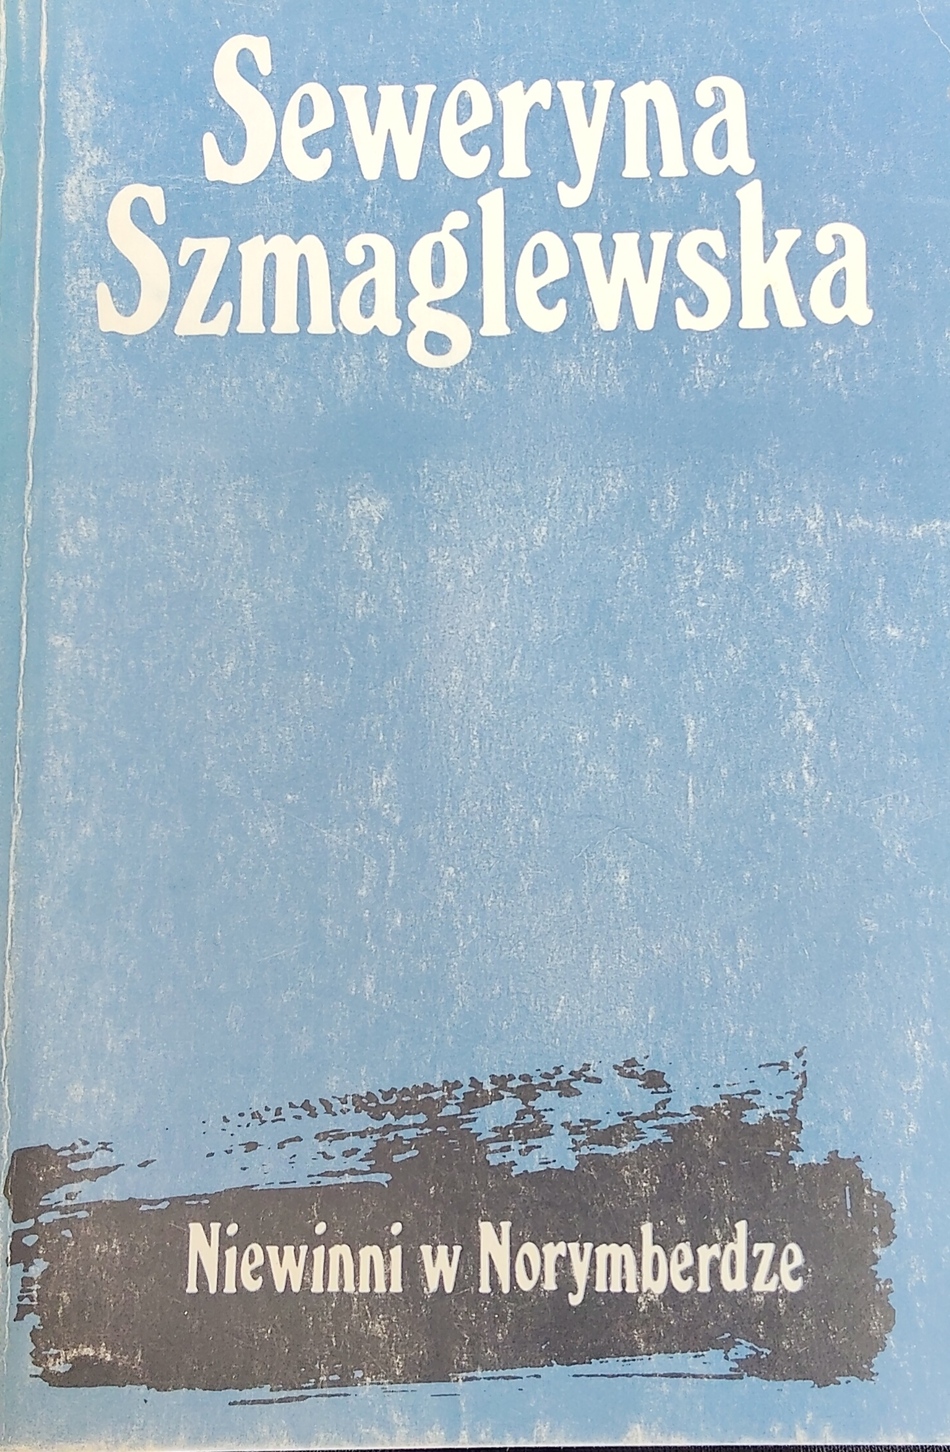 Seweryna
Szmaglewska
Niewinni w Norymberdze